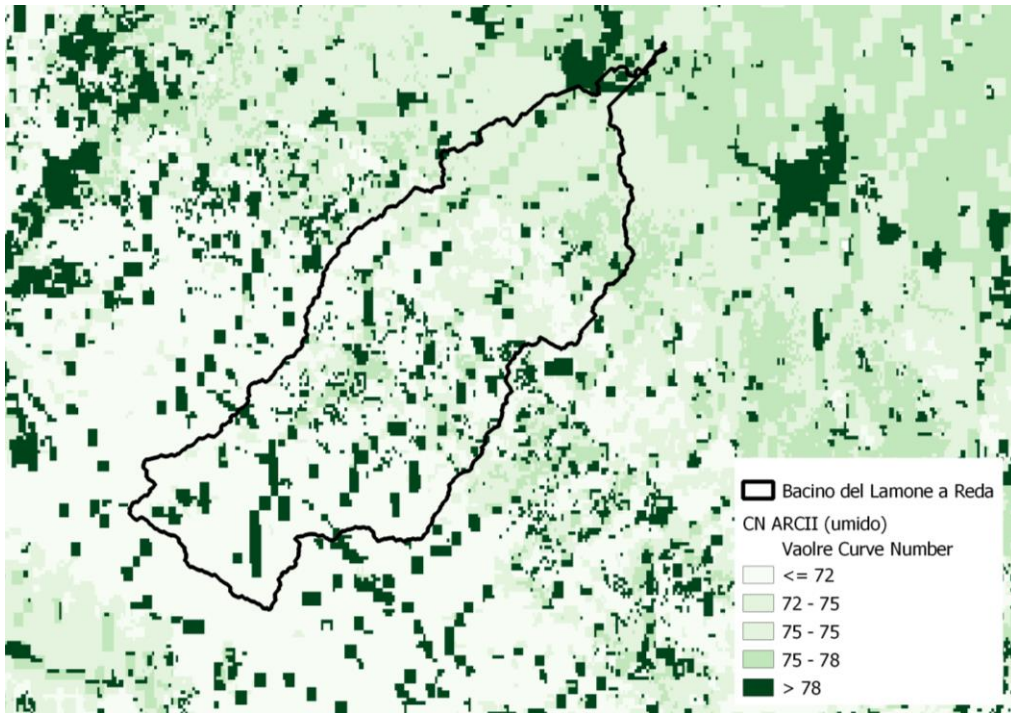 Bacino del Lamone a Reda
CN ARCII (umido)
Vaolre Curve Number
<= 72
72 - 75
75 - 75
75 - 78
> 78